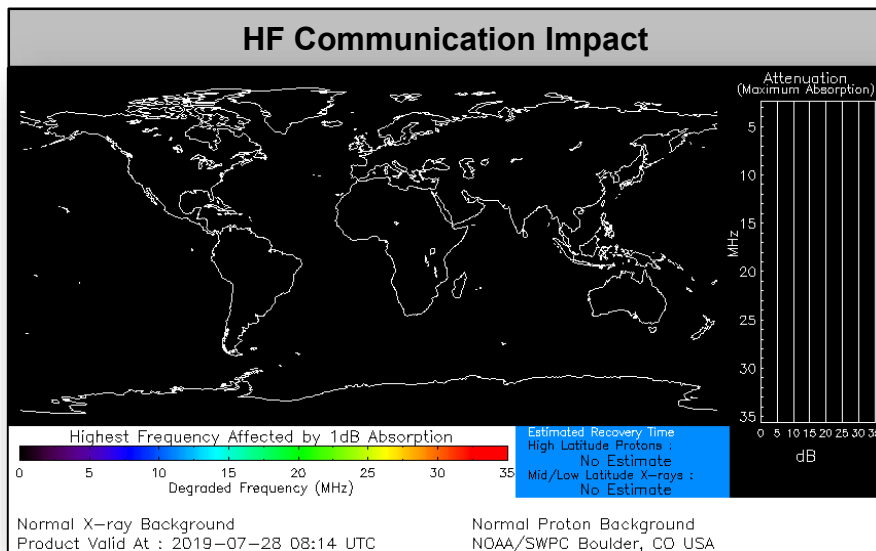 HF Communication Impact
Attenuation
(Maximum Absorption)
5
10
15
20
25
30
35
MHz
0 5 10 15 20 25 30 35
dB
Highest Frequency Affected by 1dB Absorption
0 5 10 15 20 25 30 35
Degraded Frequency (MHz)
Estimated Recovery Time
High Latitude Protons :
No Estimate
Mid/Low Latitude X-rays :
No Estimate
Normal X-ray Background
Product Valid At : 2019-07-28 08:14 UTC
Normal Proton Background
NOAA/SWPC Boulder, CO USA